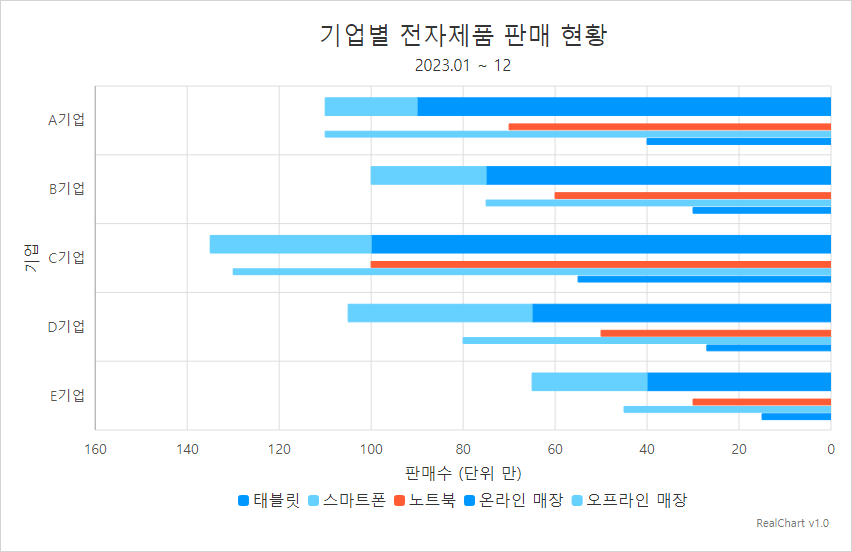 기업별 전자제품 판매 현황
2023.01 ~ 12
기업
A기업
B기업
C기업
D기업
E기업
160 140 120 100 80 60 40 20 0
판매수 (단위 만)
태블릿 스마트폰 노트북 온라인 매장 오프라인 매장
RealChart v1.0